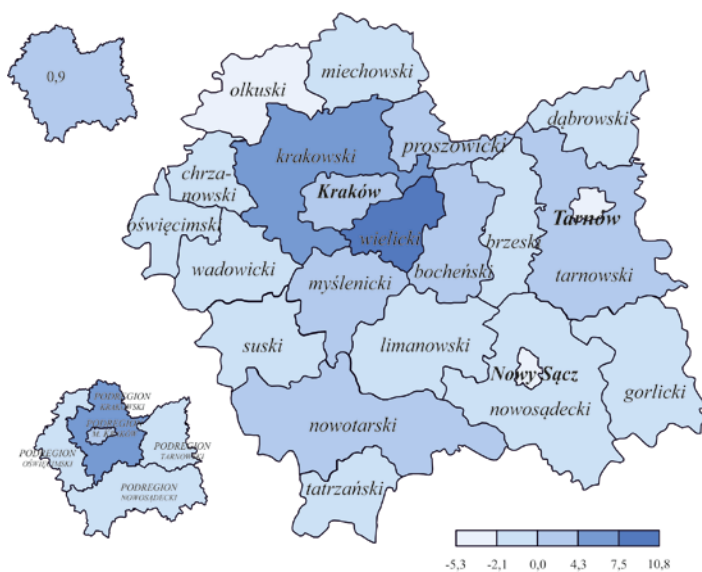 0,9
olkuski
miechowski
dąbrowski
proszowicki
krakowski
chrza-
nowski
Kraków
oświęcimski
Tarnów
wielicki
brzeski
wadowicki
bocheński
tarnowski
myślenicki
suski
limanowski
Nowy Sącz
gorlicki
nowosądecki
nowotarski
tatrzański
PODREGION
KRAKOWSKI
PODREGION
M. KRAKÓW
PODREGION
OŚWIĘCIMSKI
PODREGION
TARNOWSKI
PODREGION
NOWOSĄDECKI
-5,3 -2,1 0,0 4,3 7,5 10,8